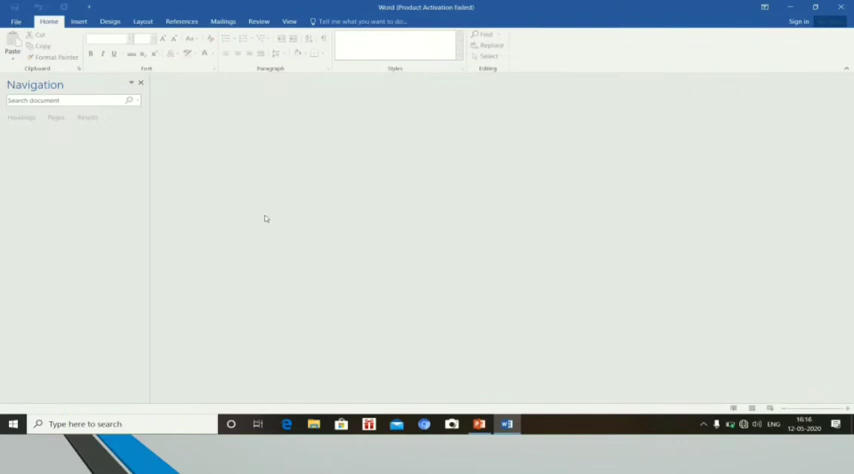 Word (Product Activation Failed)
File Home Insert Design Layout References Mailings Review View Tell me what you want to do... Sign in
Paste
Cut
Copy
Format Painter
Clipboard Font Paragraph Styles Editing
B I U
Aa
A
Find
Replace
Select
Navigation
Search document
Headings Pages Results
Type here to search
ENG
16:16
12-05-2020